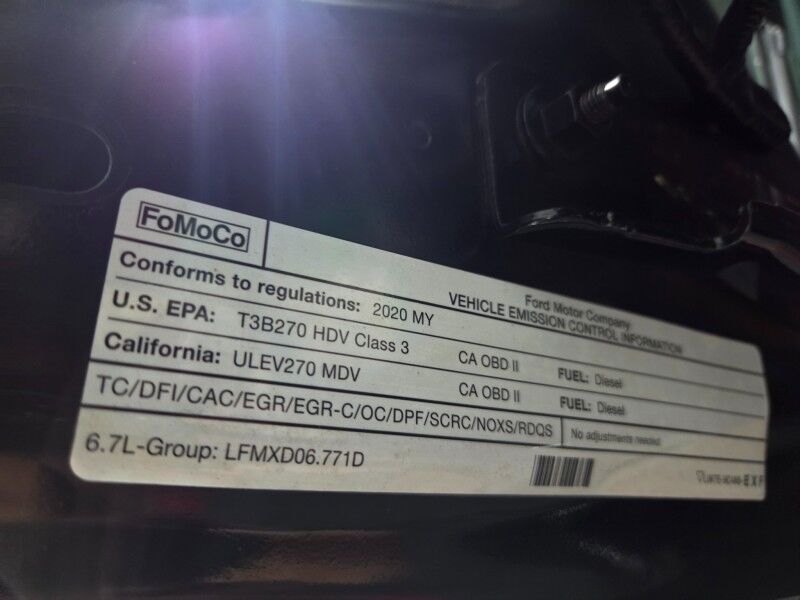 FoMoCo
Ford Motor Company
VEHICLE EMISSION CONTROL INFORMATION
Conforms to regulations: 2020 MY
U.S. EPA: T3B270 HDV Class 3 CA OBD II FUEL: Diesel
California: ULEV270 MDV CA OBD II FUEL: Diesel
TC/DFI/CAC/EGR/EGR-C/OC/DPF/SCRC/NOXS/RDQS No adjustments needed
6.7L-Group: LFMXD06.771D
EXF